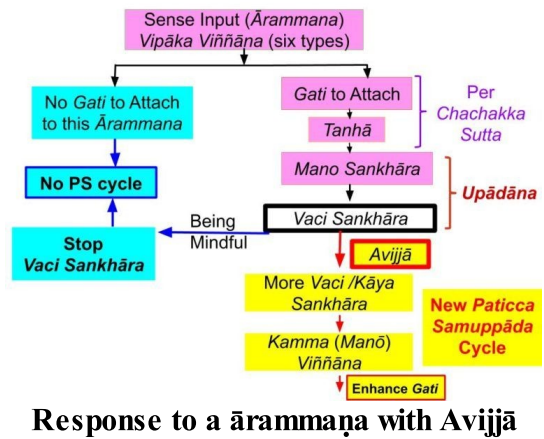 Sense Input (Ārammana)
Vipāka Viññāna (six types)
No Gati to Attach
to this Ārammana
Gati to Attach
Per
Chachakka
Sutta
Tanhā
No PS cycle
Mano Sankhāra
Upādāna
Vaci Sankhāra
Being
Mindful
Stop
Vaci Sankhāra
Avijjā
More Vaci /Kāya
Sankhāra
New Paticca
Samuppāda
Cycle
Kamma (Manō)
Viññāna
Enhance Gati
Response to a ārammaṇa with Avijjā